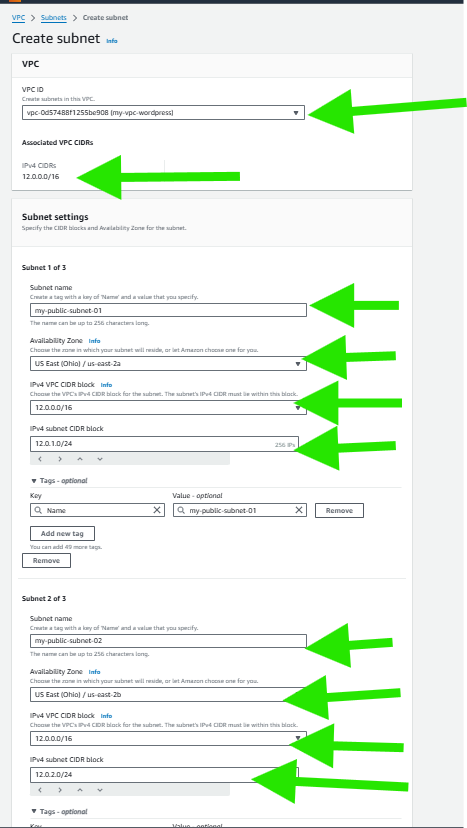 VPC > Subnets > Create subnet
Create subnet Info
VPC
VPC ID
Create subnets in this VPC.
vpc-0d57488f1255be908 (my-vpc-wordpress)
Associated VPC CIDRs
IPv4 CIDRs
12.0.0.0/16
Subnet settings
Specify the CIDR blocks and Availability Zone for the subnet.
Subnet 1 of 3
Subnet name
Create a tag with a key of 'Name' and a value that you specify.
my-public-subnet-01
The name can be up to 256 characters long.
Availability Zone Info
Choose the zone in which your subnet will reside, or let Amazon choose one for you.
US East (Ohio) / us-east-2a
IPv4 VPC CIDR block Info
Choose the VPC's IPv4 CIDR block for the subnet. The subnet's IPv4 CIDR must lie within this block.
12.0.0.0/16
IPv4 subnet CIDR block
12.0.1.0/24 256 IPs
Tags - optional
Key Value - optional
Name my-public-subnet-01 Remove
Add new tag
You can add 49 more tags.
Remove
Subnet 2 of 3
Subnet name
Create a tag with a key of 'Name' and a value that you specify.
my-public-subnet-02
The name can be up to 256 characters long.
Availability Zone Info
Choose the zone in which your subnet will reside, or let Amazon choose one for you.
US East (Ohio) / us-east-2b
IPv4 VPC CIDR block Info
Choose the VPC's IPv4 CIDR block for the subnet. The subnet's IPv4 CIDR must lie within this block.
12.0.0.0/16
IPv4 subnet CIDR block
12.0.2.0/24
Tags - optional
Key Value - optional